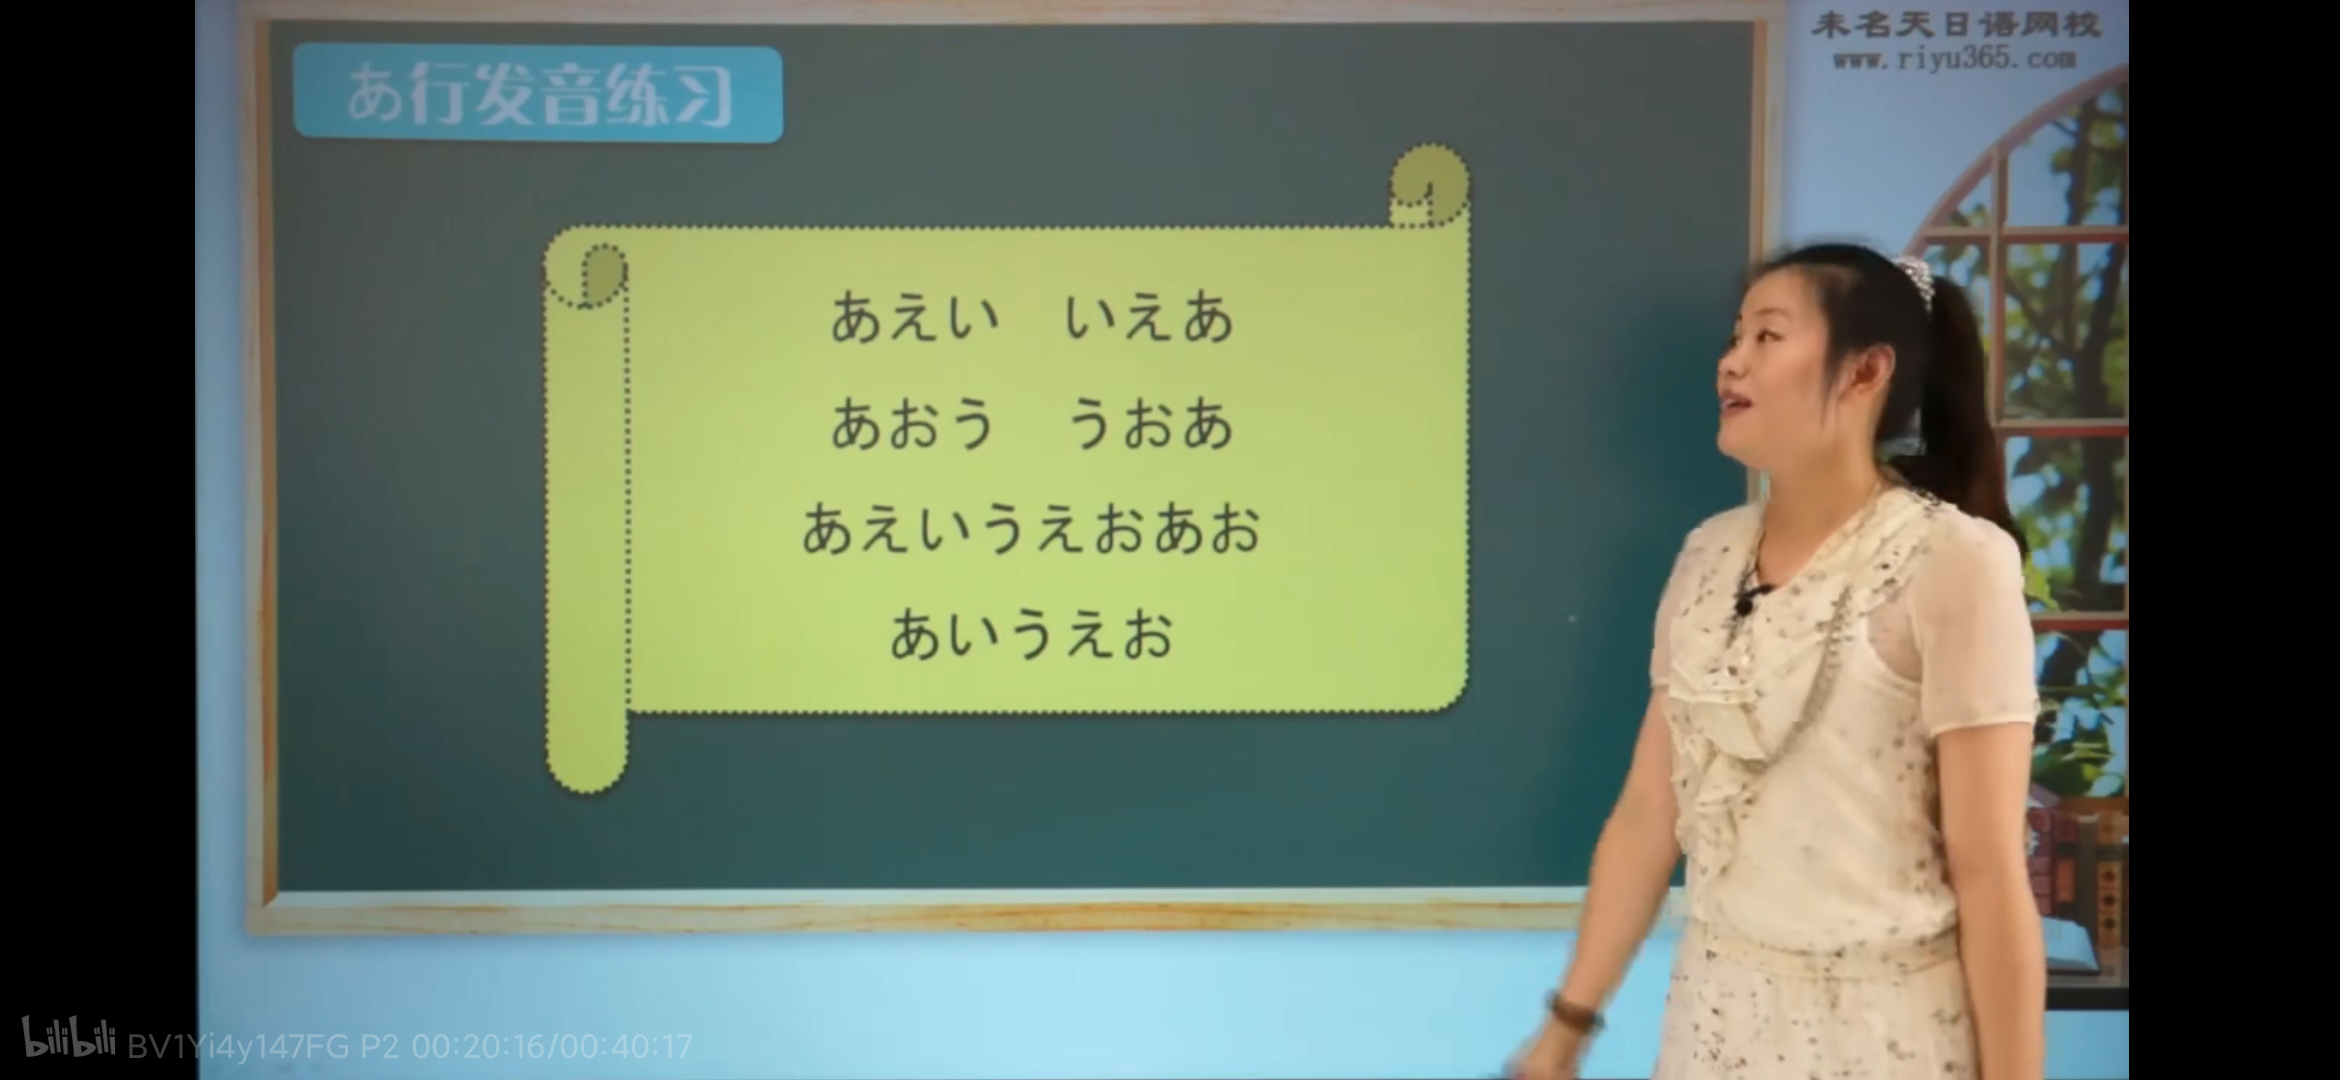 未名天日语网校
www.riyu365.com
あ行发音练习
あえい いえあ
あおう うおあ
あえいうえおあお
あいうえお
bilibili BV1Yi4y147FG P2 00:20:16/00:40:17